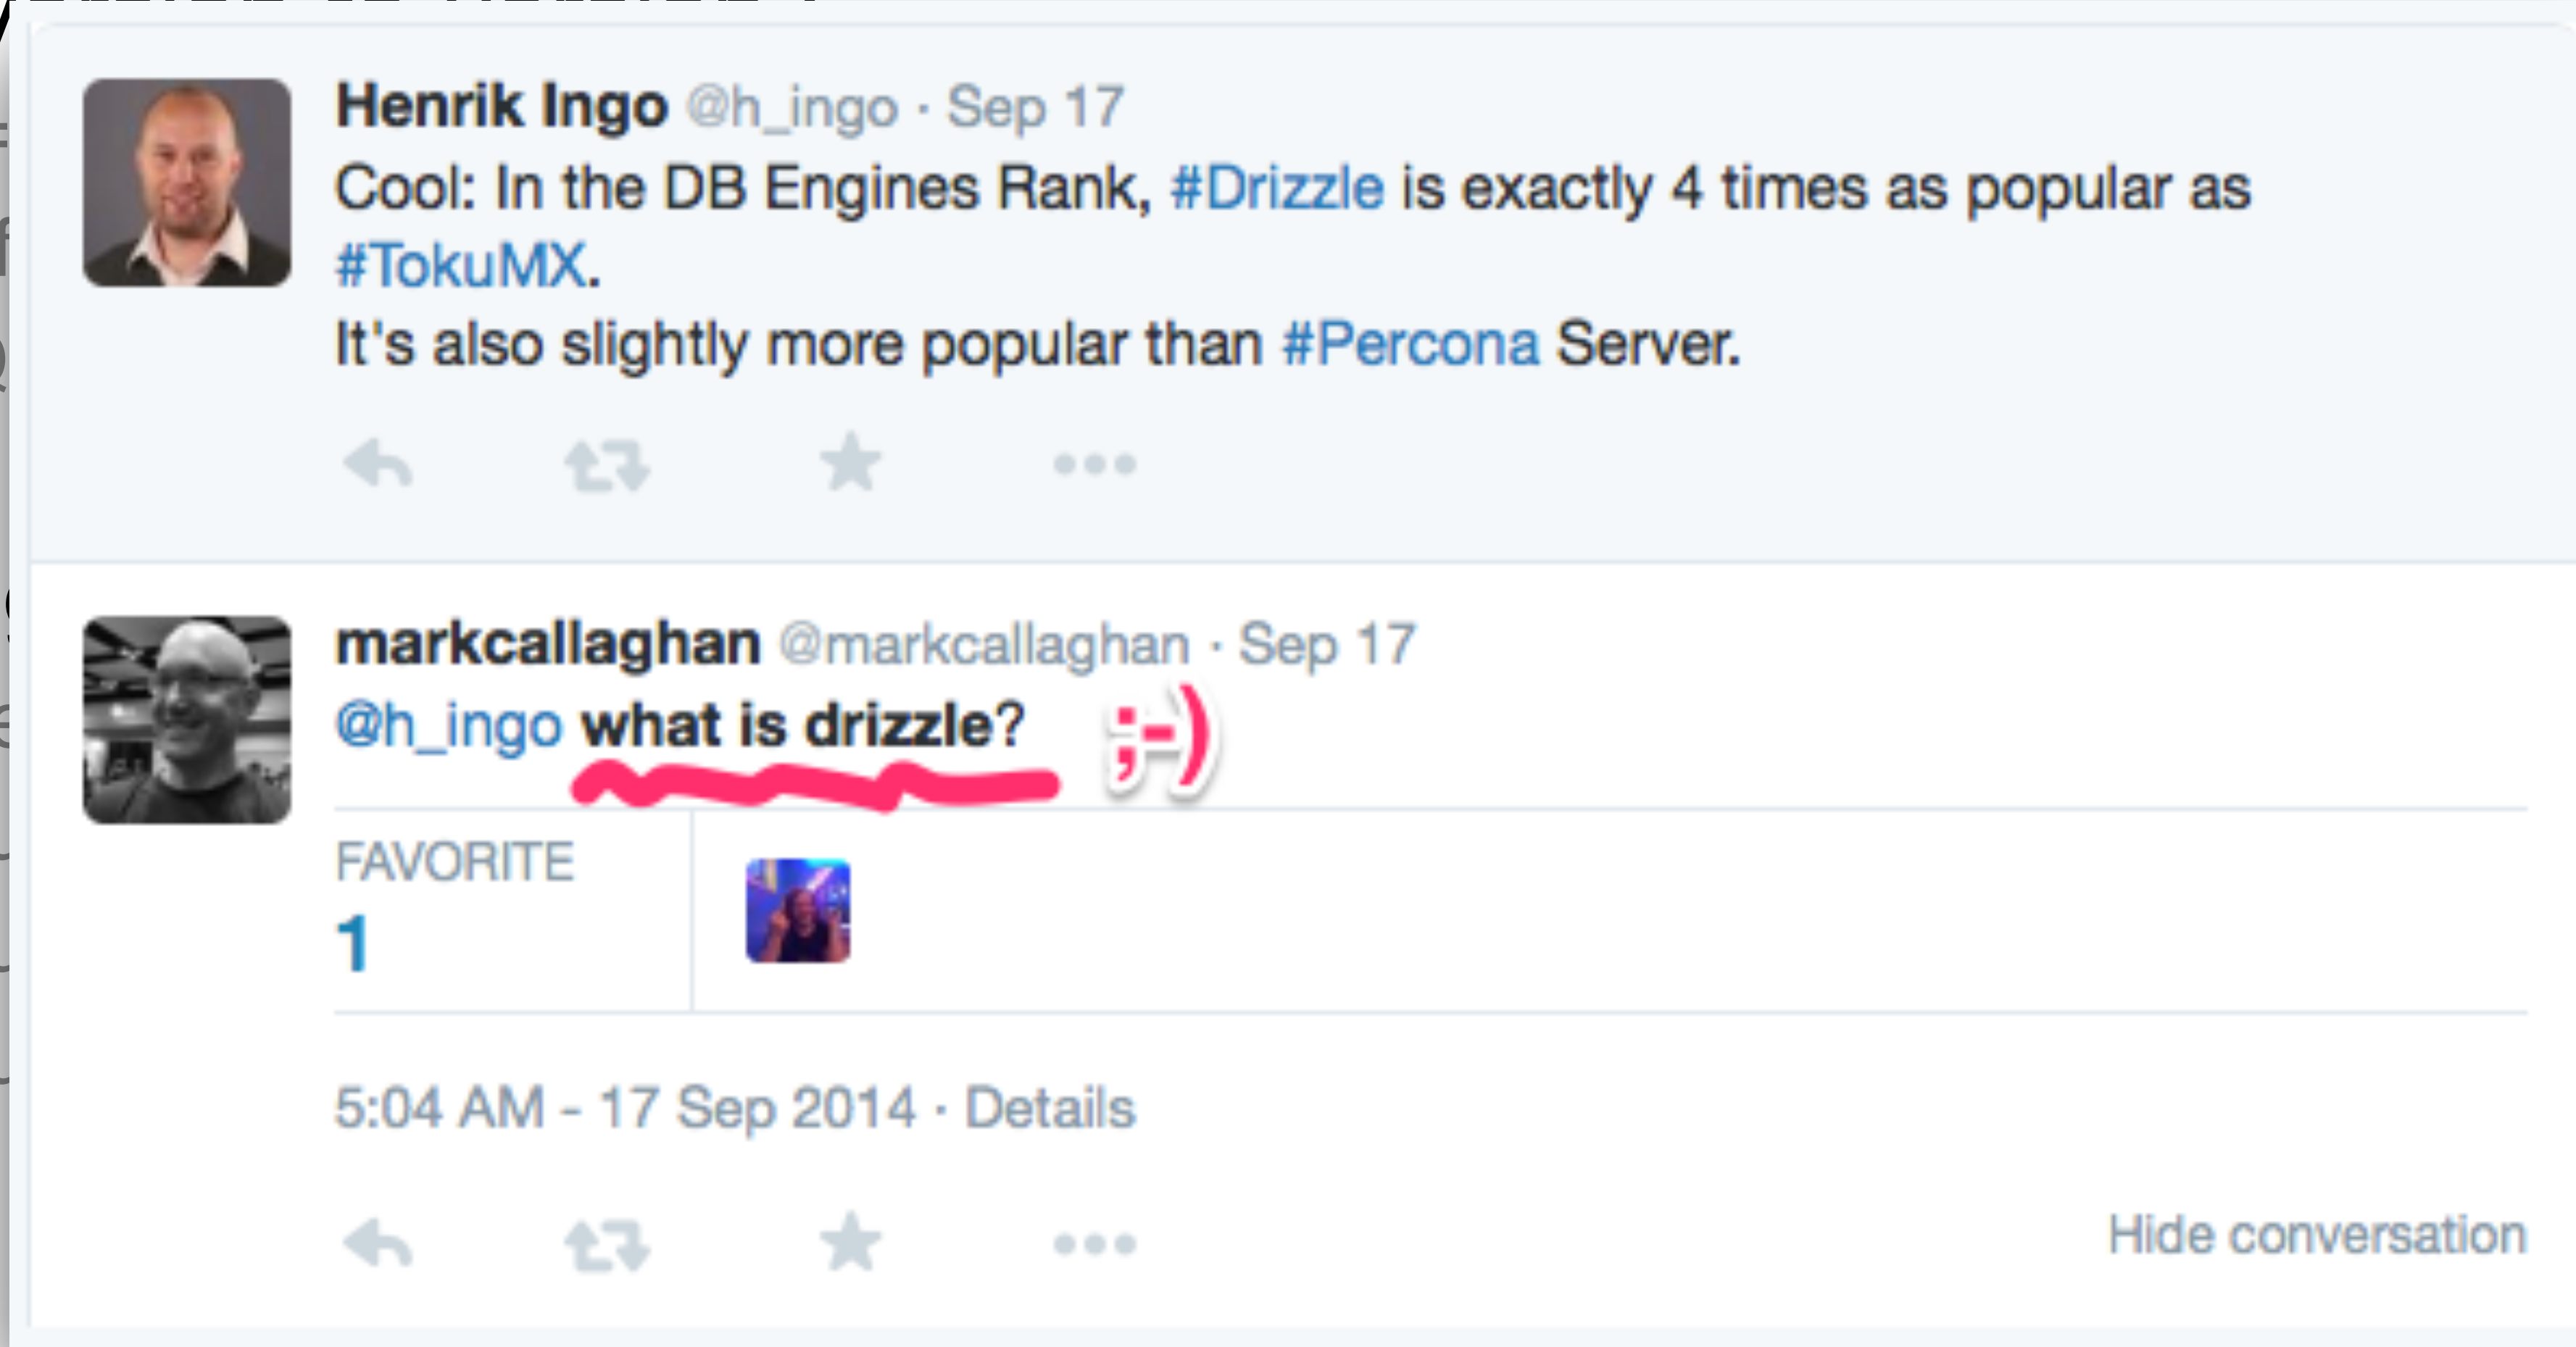 Henrik Ingo @h_ingo · Sep 17
Cool: In the DB Engines Rank, #Drizzle is exactly 4 times as popular as
#TokuMX.
It's also slightly more popular than #Percona Server.
markcallaghan @markcallaghan · Sep 17
@h_ingo what is drizzle? ;-)
FAVORITE
1
5:04 AM - 17 Sep 2014 · Details
Hide conversation